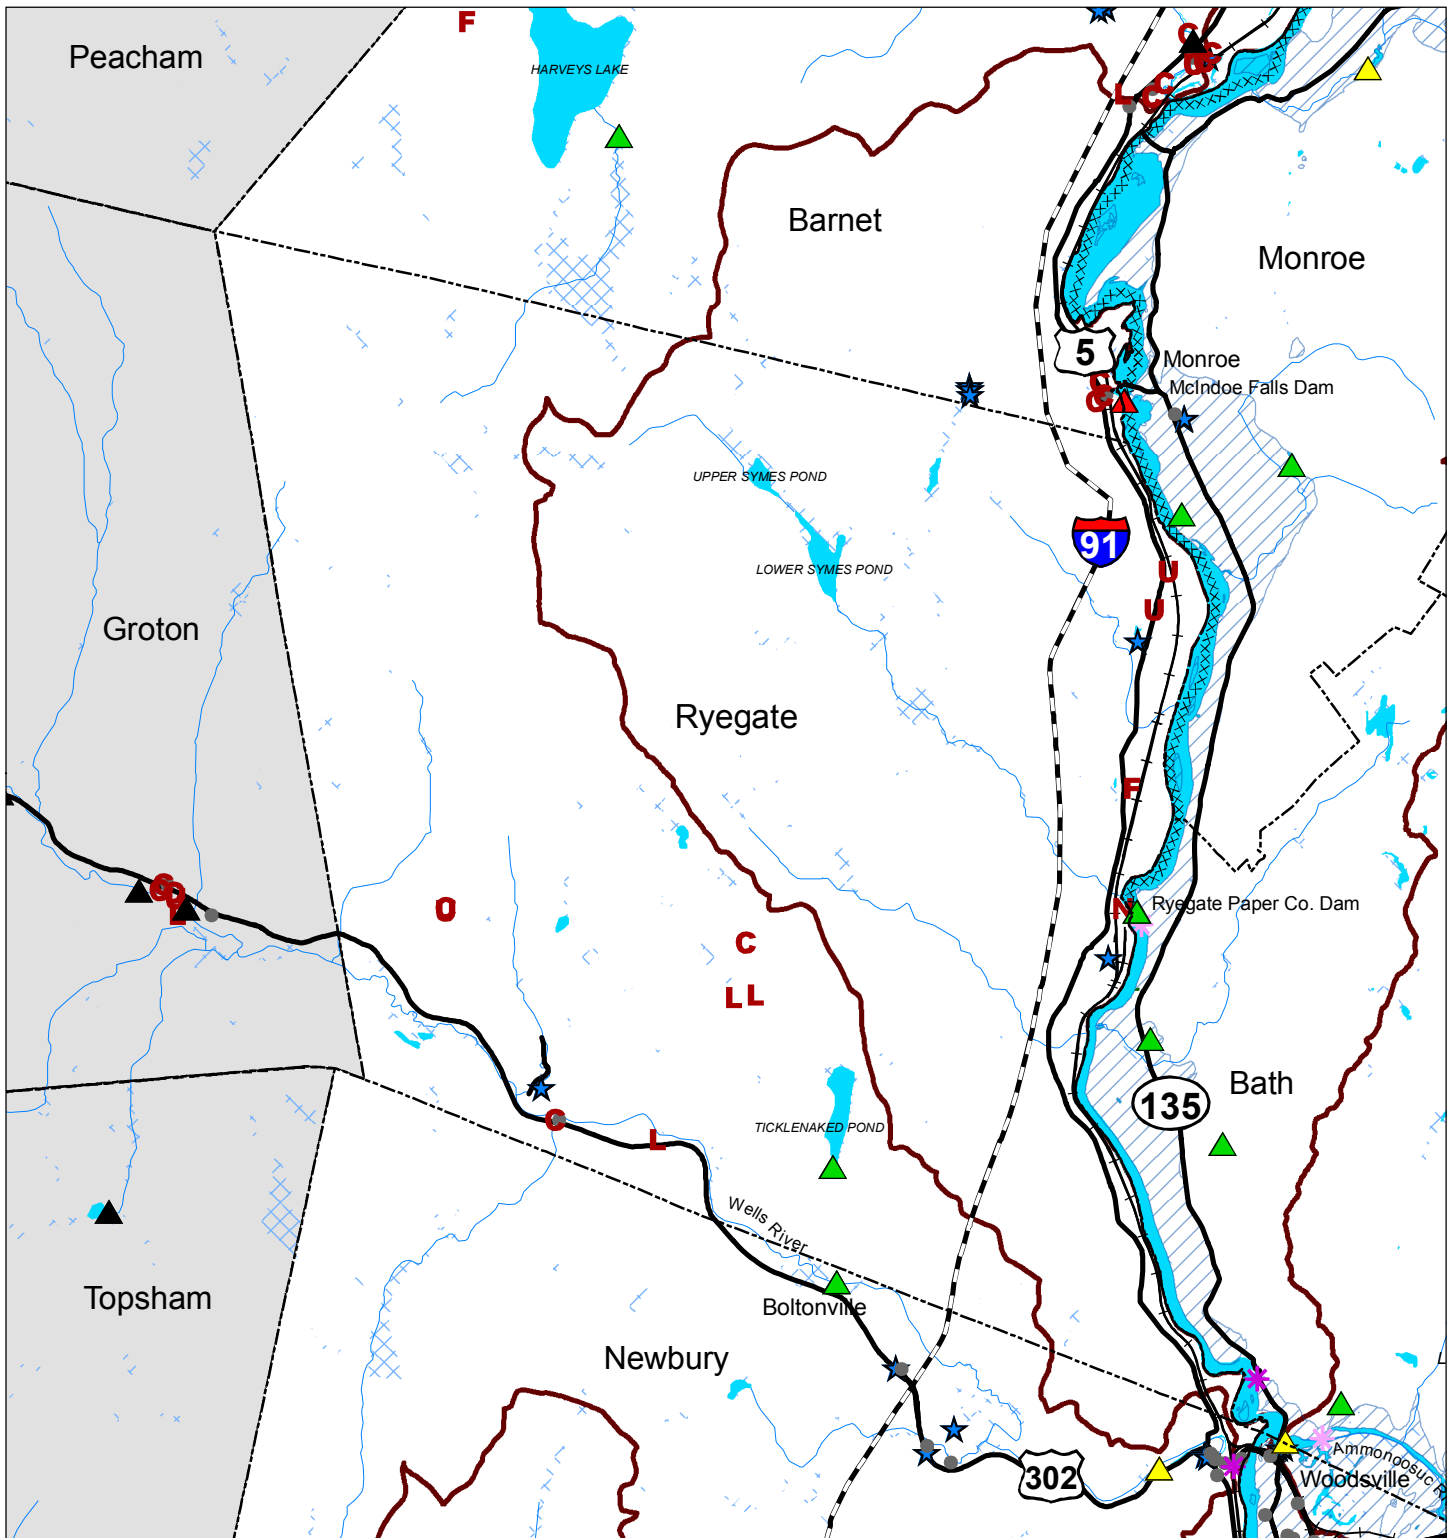 F
Peacham
HARVEYS LAKE
C
L C
C
Barnet
Monroe
5
Monroe
McIndoe Falls Dam
UPPER SYMES POND
91
LOWER SYMES POND
U
U
Groton
Ryegate
F
O
N
Ryegate Paper Co. Dam
C
L L
Bath
135
C
L
TICKLENAKED POND
Wells River
Topsham
Boltonville
Newbury
Ammonoosuc R
302
Woodsville